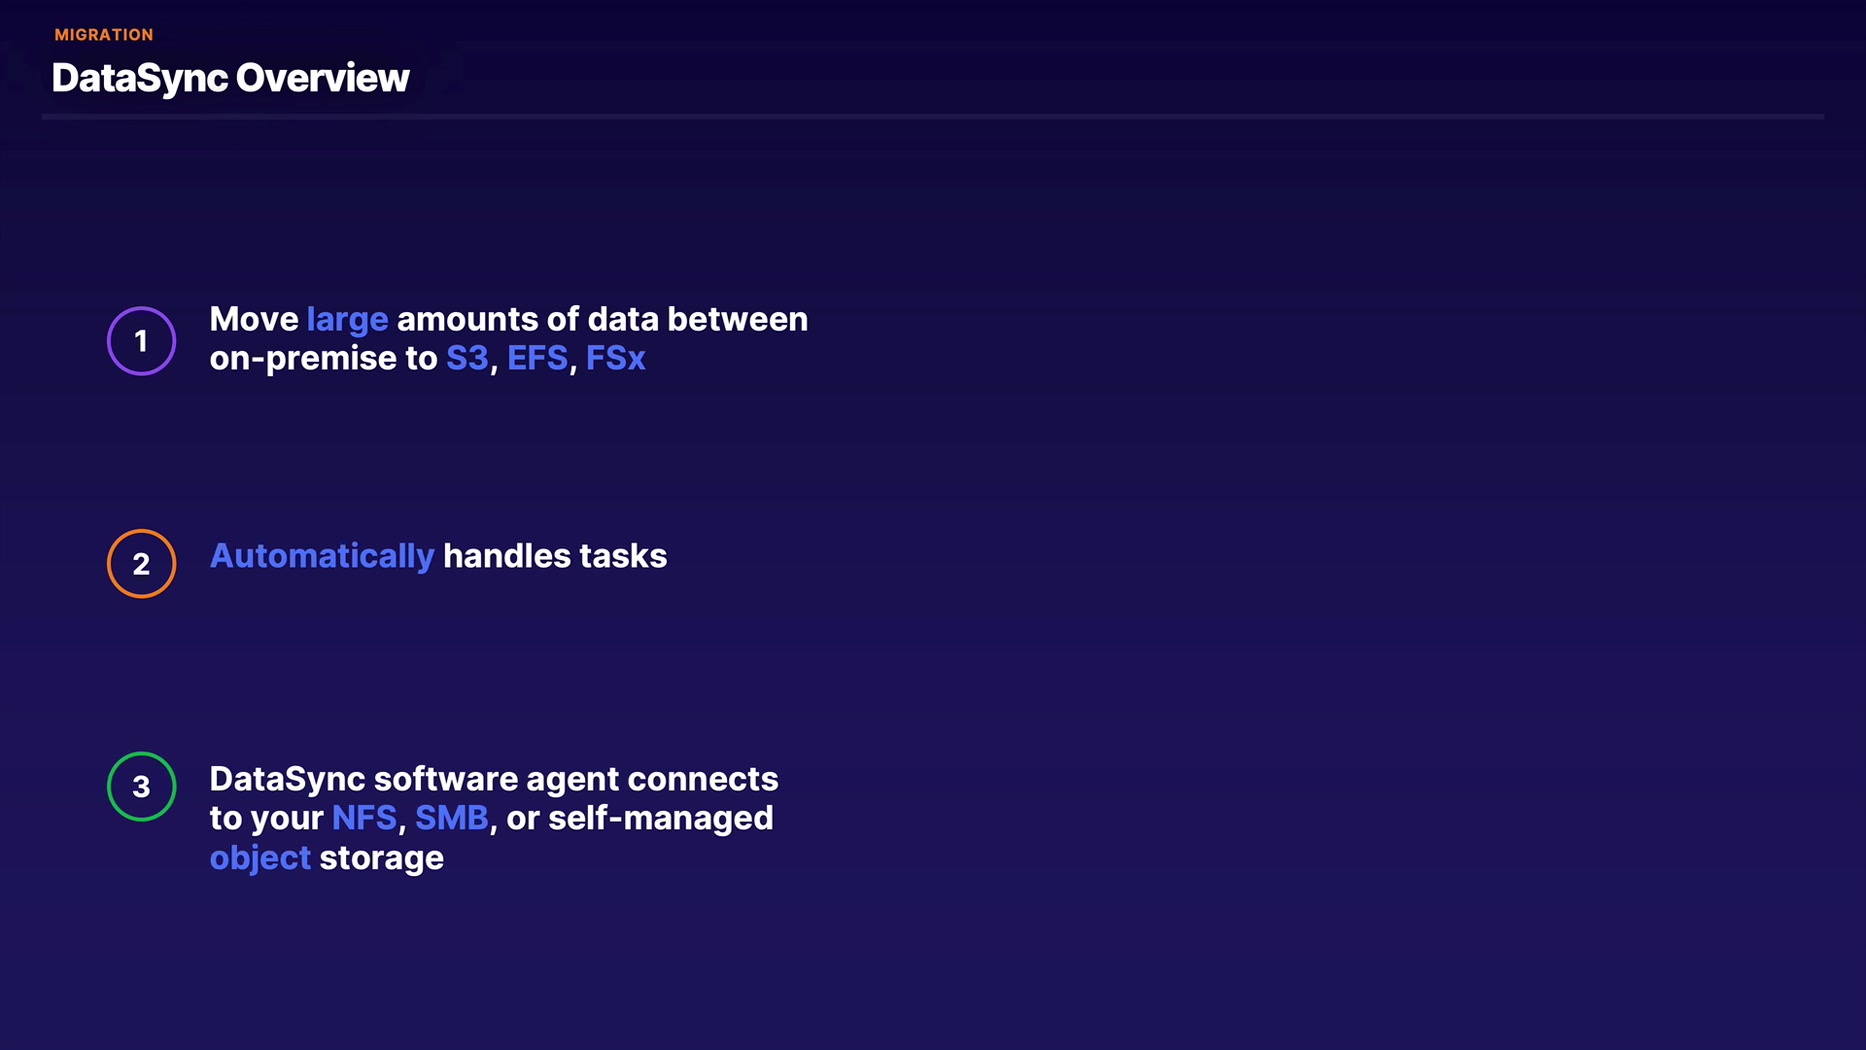 MIGRATION
DataSync Overview
1
Move large amounts of data between
on-premise to S3, EFS, FSx
2
Automatically handles tasks
3
DataSync software agent connects
to your NFS, SMB, or self-managed
object storage